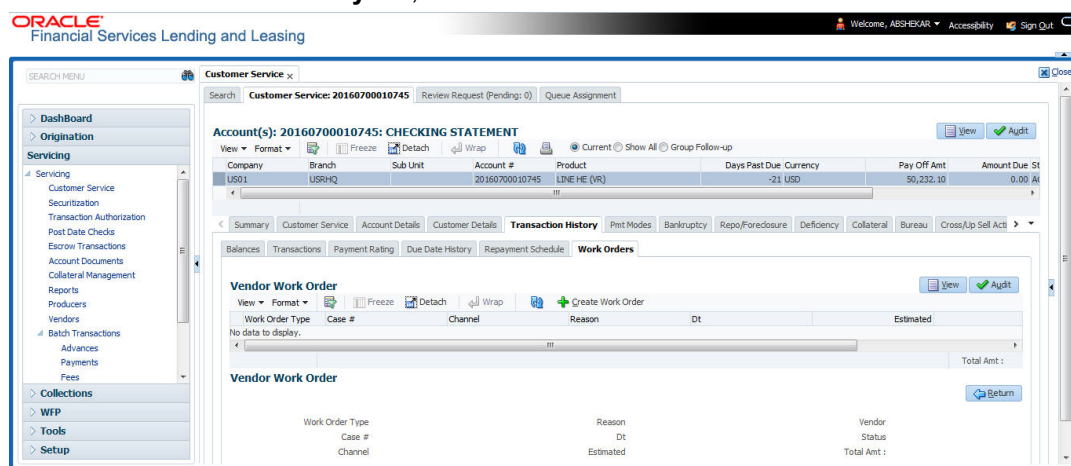 ORACLE
Financial Services Lending and Leasing
Welcome, ABSHEKAR Accessibility Sign Out
Close
SEARCH MENU
DashBoard
Origination
Servicing
Servicing
Customer Service
Securitization
Transaction Authorization
Post Date Checks
Escrow Transactions
Account Documents
Collateral Management
Reports
Producers
Vendors
Batch Transactions
Advances
Payments
Fees
Collections
WFP
Tools
Setup
Customer Service x
Search Customer Service: 20160700010745 Review Request (Pending: 0) Queue Assignment
Account(s): 20160700010745: CHECKING STATEMENT
View Audit
View Format Freeze Detach Wrap Current Show All Group Follow-up
Company Branch Sub Unit Account # Product Days Past Due Currency Pay Off Amt Amount Due St
US01 USRHQ 20160700010745 LINE HE (VR) -21 USD 50,232.10 0.00 AC
Summary Customer Service Account Details Customer Details Transaction History Pmt Modes Bankruptcy Repo/Foreclosure Deficiency Collateral Bureau Cross/Up Sell Acti
Balances Transactions Payment Rating Due Date History Repayment Schedule Work Orders
Vendor Work Order
View Audit
View Format Freeze Detach Wrap Create Work Order
Work Order Type Case # Channel Reason Dt Estimated
No data to display.
Total Amt :
Vendor Work Order
Return
Work Order Type Reason Vendor
Case # Dt Status
Channel Estimated Total Amt :